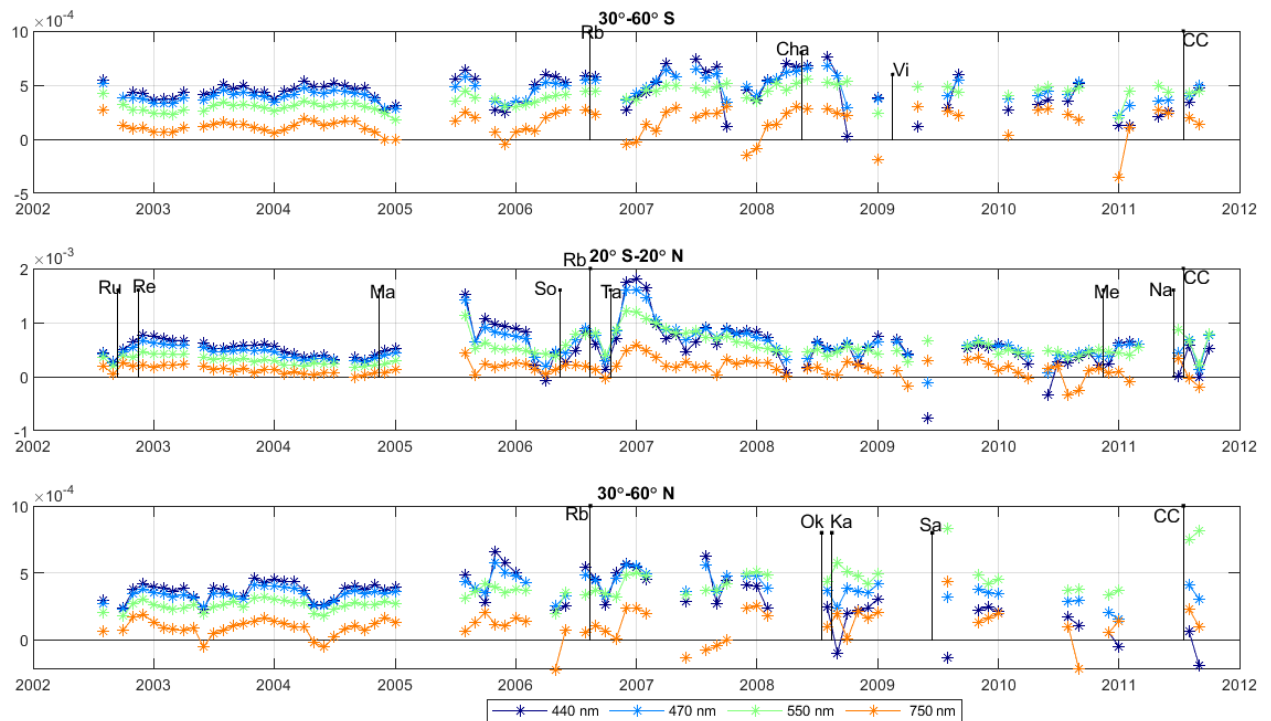 ×10⁻⁴ 30°-60° S
10
5
0
-5
Rb Cha Vi CC
2002 2003 2004 2005 2006 2007 2008 2009 2010 2011 2012
×10⁻³ 20° S-20° N
2
1
0
-1
Ru Re Ma So Rb Ta Me Na CC
2002 2003 2004 2005 2006 2007 2008 2009 2010 2011 2012
×10⁻⁴ 30°-60° N
10
5
0
Rb Ok Ka Sa CC
2002 2003 2004 2005 2006 2007 2008 2009 2010 2011 2012
440 nm 470 nm 550 nm 750 nm